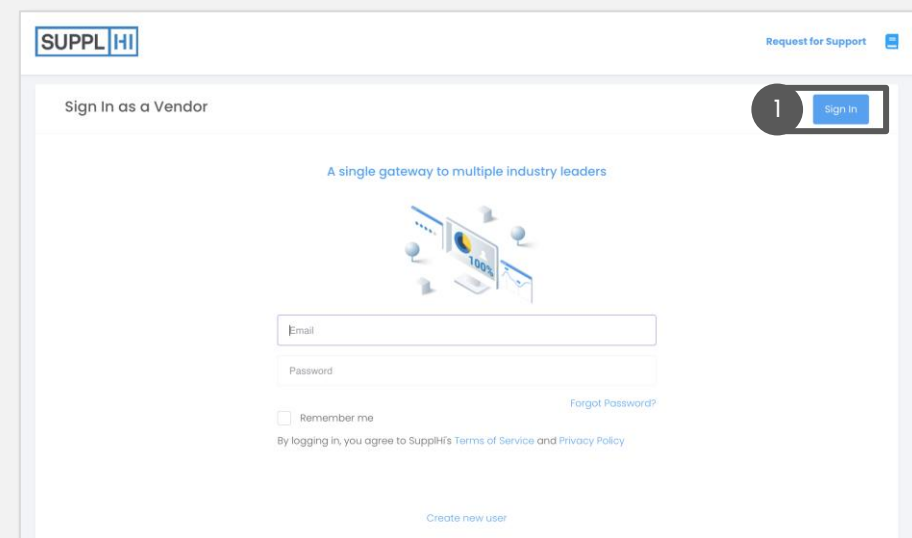 SUPPLHI
Request for Support
Sign In as a Vendor
1
Sign In
A single gateway to multiple industry leaders
100%
Email
Password
Forgot Password?
Remember me
By logging in, you agree to SupplHi's Terms of Service and Privacy Policy
Create new user